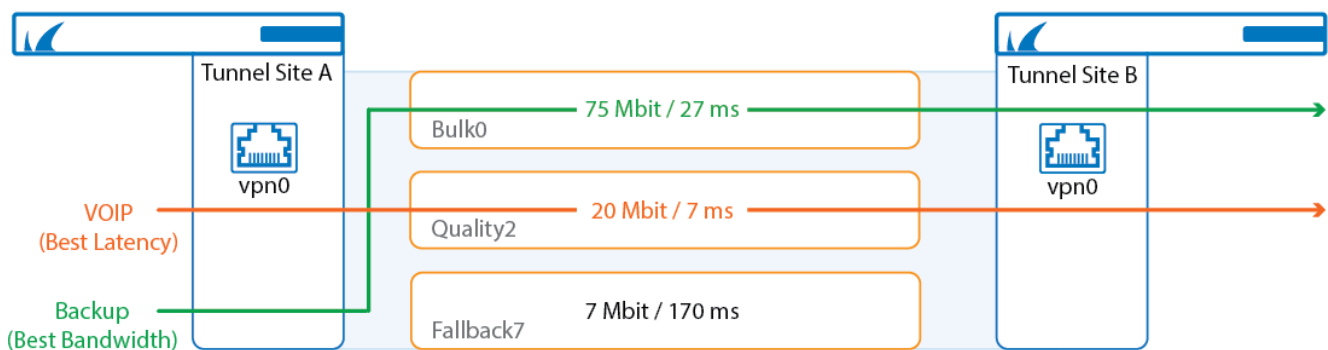 Tunnel Site A
Tunnel Site B
75 Mbit / 27 ms
Bulk0
vpn0
vpn0
VOIP
(Best Latency)
20 Mbit / 7 ms
Quality2
Backup
(Best Bandwidth)
7 Mbit / 170 ms
Fallback7